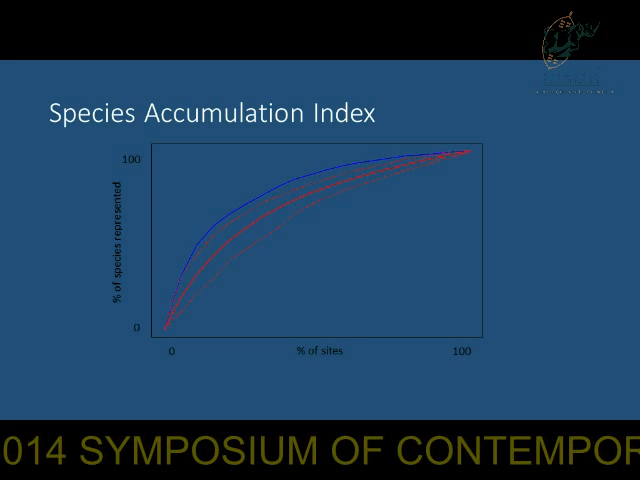 Species Accumulation Index
100
% of species represented
0
0 % of sites 100
014 SYMPOSIUM OF CONTEMPOR